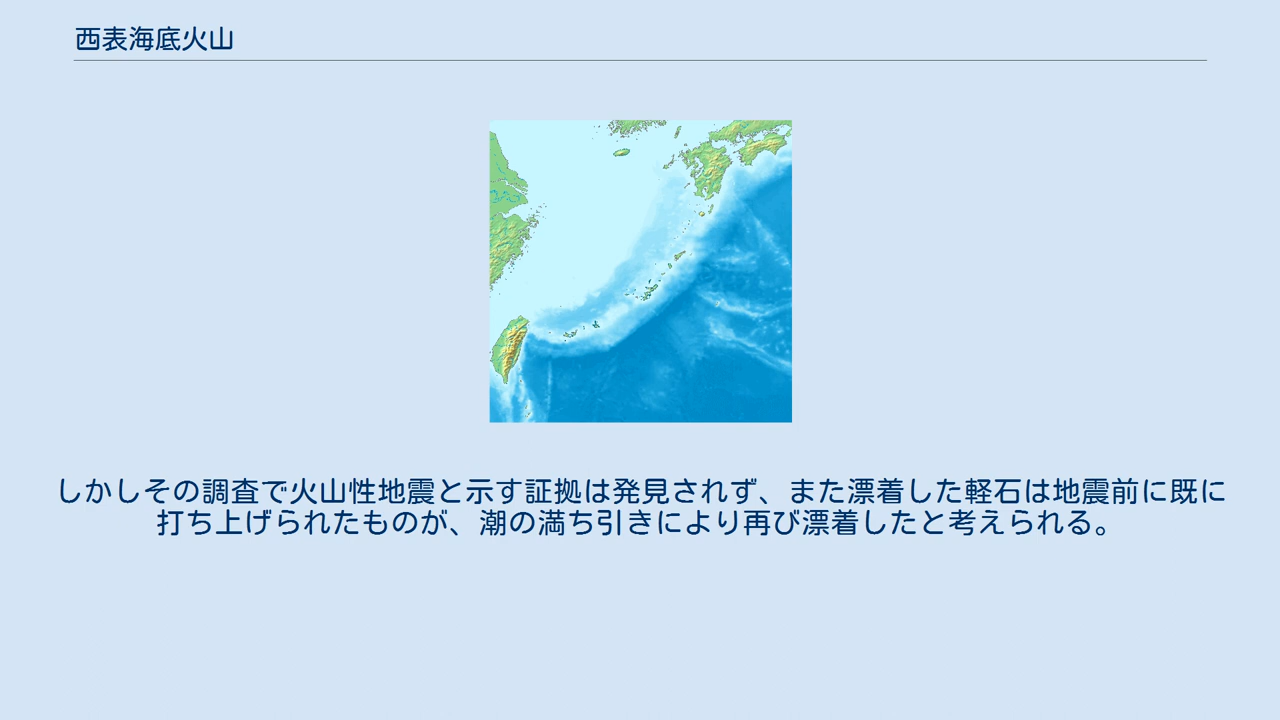 西表海底火山
しかしその調査で火山性地震と示す証拠は発見されず、また漂着した軽石は地震前に既に
打ち上げられたものが、潮の満ち引きにより再び漂着したと考えられる。